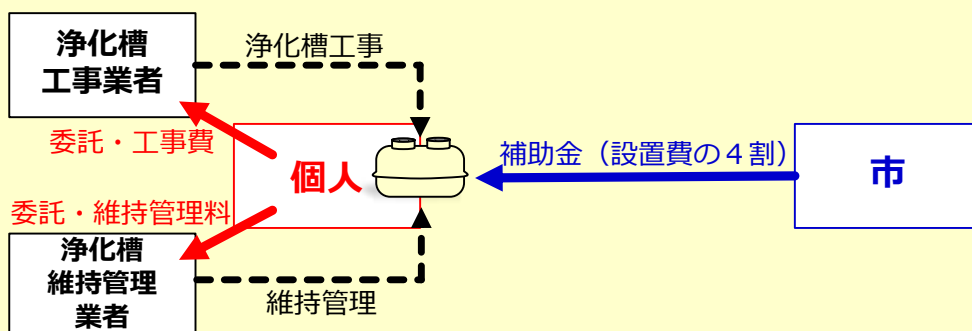 浄化槽
工事業者
浄化槽工事
委託・工事費
個人
補助金（設置費の４割）
市
委託・維持管理料
浄化槽
維持管理
業者
維持管理